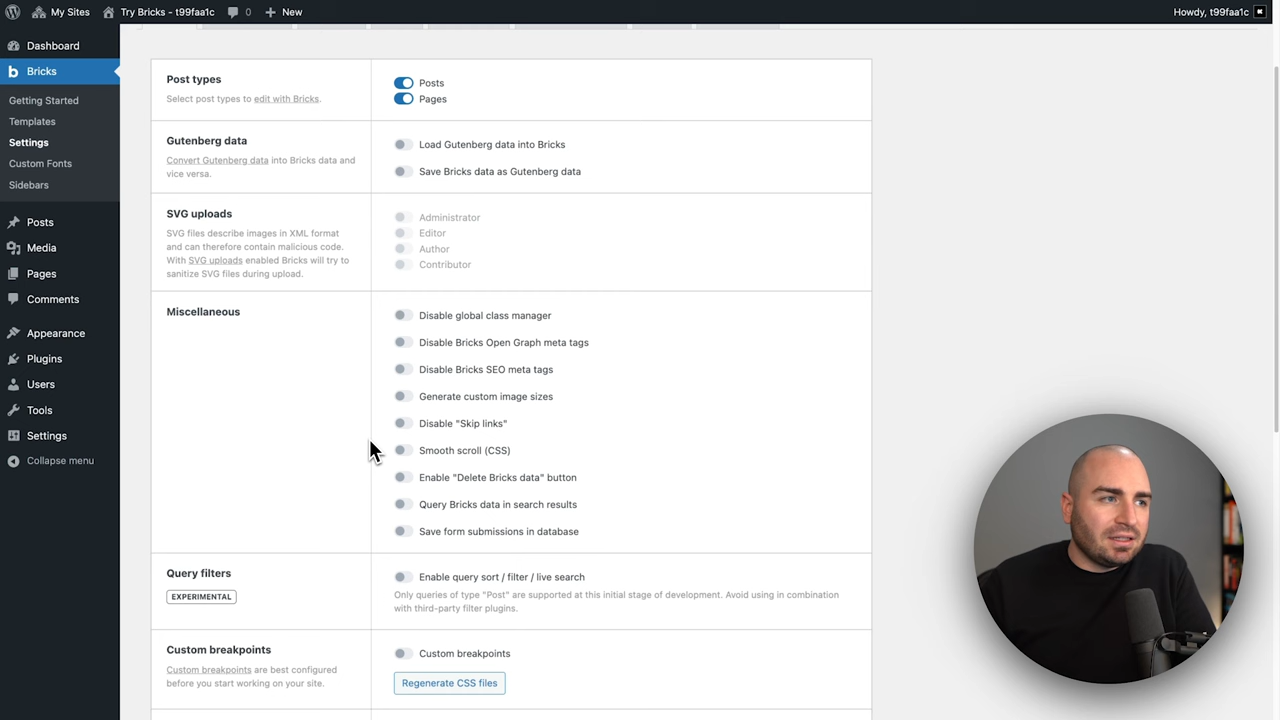 My Sites
Try Bricks - t99faa1c
0
New
Howdy, t99faa1c
Dashboard
Bricks
Getting Started
Templates
Settings
Custom Fonts
Sidebars
Posts
Media
Pages
Comments
Appearance
Plugins
Users
Tools
Settings
Collapse menu
Post types
Select post types to edit with Bricks.
Posts
Pages
Gutenberg data
Convert Gutenberg data into Bricks data and
vice versa.
Load Gutenberg data into Bricks
Save Bricks data as Gutenberg data
SVG uploads
SVG files describe images in XML format
and can therefore contain malicious code.
With SVG uploads enabled Bricks will try to
sanitize SVG files during upload.
Administrator
Editor
Author
Contributor
Miscellaneous
Disable global class manager
Disable Bricks Open Graph meta tags
Disable Bricks SEO meta tags
Generate custom image sizes
Disable "Skip links"
Smooth scroll (CSS)
Enable "Delete Bricks data" button
Query Bricks data in search results
Save form submissions in database
Query filters
EXPERIMENTAL
Enable query sort / filter / live search
Only queries of type "Post" are supported at this initial stage of development. Avoid using in combination
with third-party filter plugins.
Custom breakpoints
Custom breakpoints are best configured
before you start working on your site.
Custom breakpoints
Regenerate CSS files